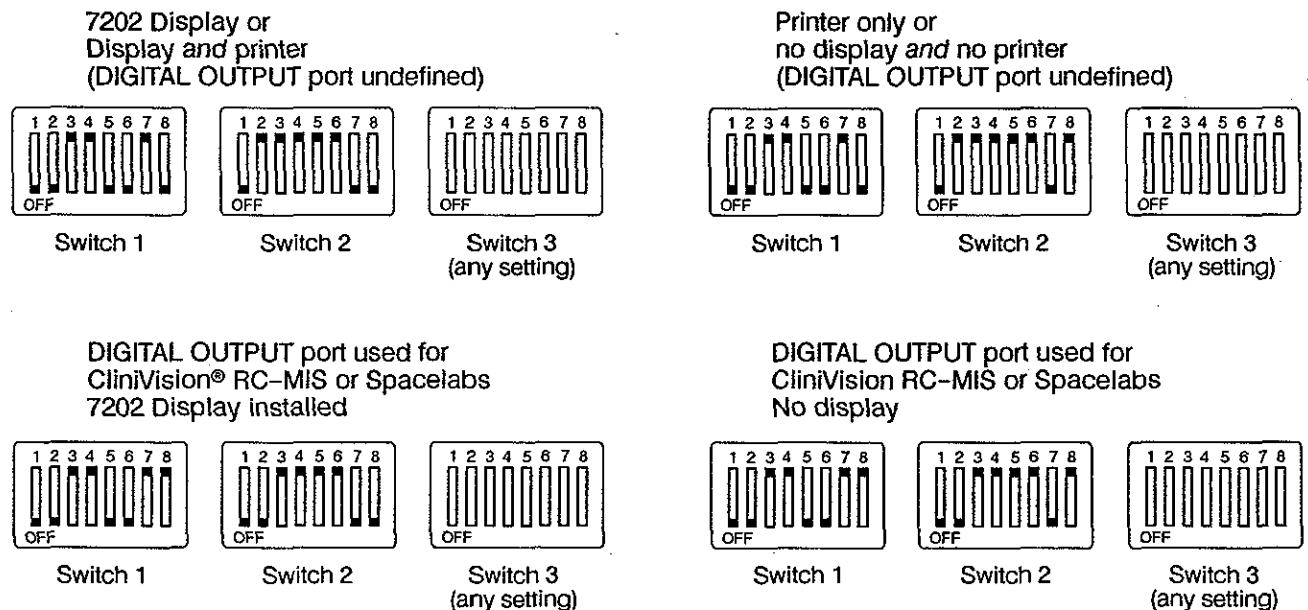 7202 Display or
Display and printer
(DIGITAL OUTPUT port undefined)
1 2 3 4 5 6 7 8
OFF
Switch 1
1 2 3 4 5 6 7 8
OFF
Switch 2
1 2 3 4 5 6 7 8
OFF
Switch 3
(any setting)
Printer only or
no display and no printer
(DIGITAL OUTPUT port undefined)
1 2 3 4 5 6 7 8
OFF
Switch 1
1 2 3 4 5 6 7 8
OFF
Switch 2
1 2 3 4 5 6 7 8
OFF
Switch 3
(any setting)
DIGITAL OUTPUT port used for
CliniVision® RC-MIS or Spacelabs
7202 Display installed
1 2 3 4 5 6 7 8
OFF
Switch 1
1 2 3 4 5 6 7 8
OFF
Switch 2
1 2 3 4 5 6 7 8
OFF
Switch 3
(any setting)
DIGITAL OUTPUT port used for
CliniVision RC-MIS or Spacelabs
No display
1 2 3 4 5 6 7 8
OFF
Switch 1
1 2 3 4 5 6 7 8
OFF
Switch 2
1 2 3 4 5 6 7 8
OFF
Switch 3
(any setting)